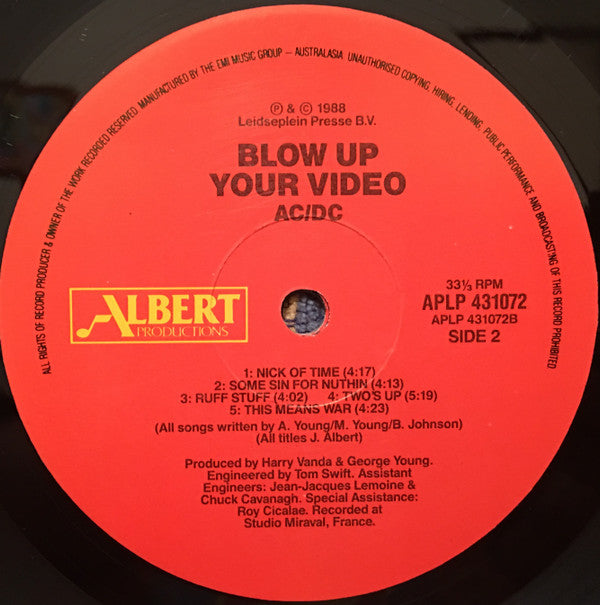 ALL RIGHTS OF RECORD PRODUCER & OWNER OF THE WORK RECORDED RESERVED. MANUFACTURED BY THE EMI MUSIC GROUP – AUSTRALASIA UNAUTHORISED COPYING, HIRING, LENDING, PUBLIC PERFORMANCE AND BROADCASTING OF THIS RECORD PROHIBITED
℗ & © 1988
Leidseplein Presse B.V.
BLOW UP
YOUR VIDEO
AC/DC
ALBERT
PRODUCTIONS
33⅓ RPM
APLP 431072
APLP 431072B
SIDE 2
1: NICK OF TIME (4:17)
2: SOME SIN FOR NUTHIN (4:13)
3: RUFF STUFF (4:02) 4: TWO'S UP (5:19)
5: THIS MEANS WAR (4:23)
(All songs written by A. Young/M. Young/B. Johnson)
(All titles J. Albert)
Produced by Harry Vanda & George Young.
Engineered by Tom Swift. Assistant
Engineers: Jean-Jacques Lemoine &
Chuck Cavanagh. Special Assistance:
Roy Cicalae. Recorded at
Studio Miraval, France.